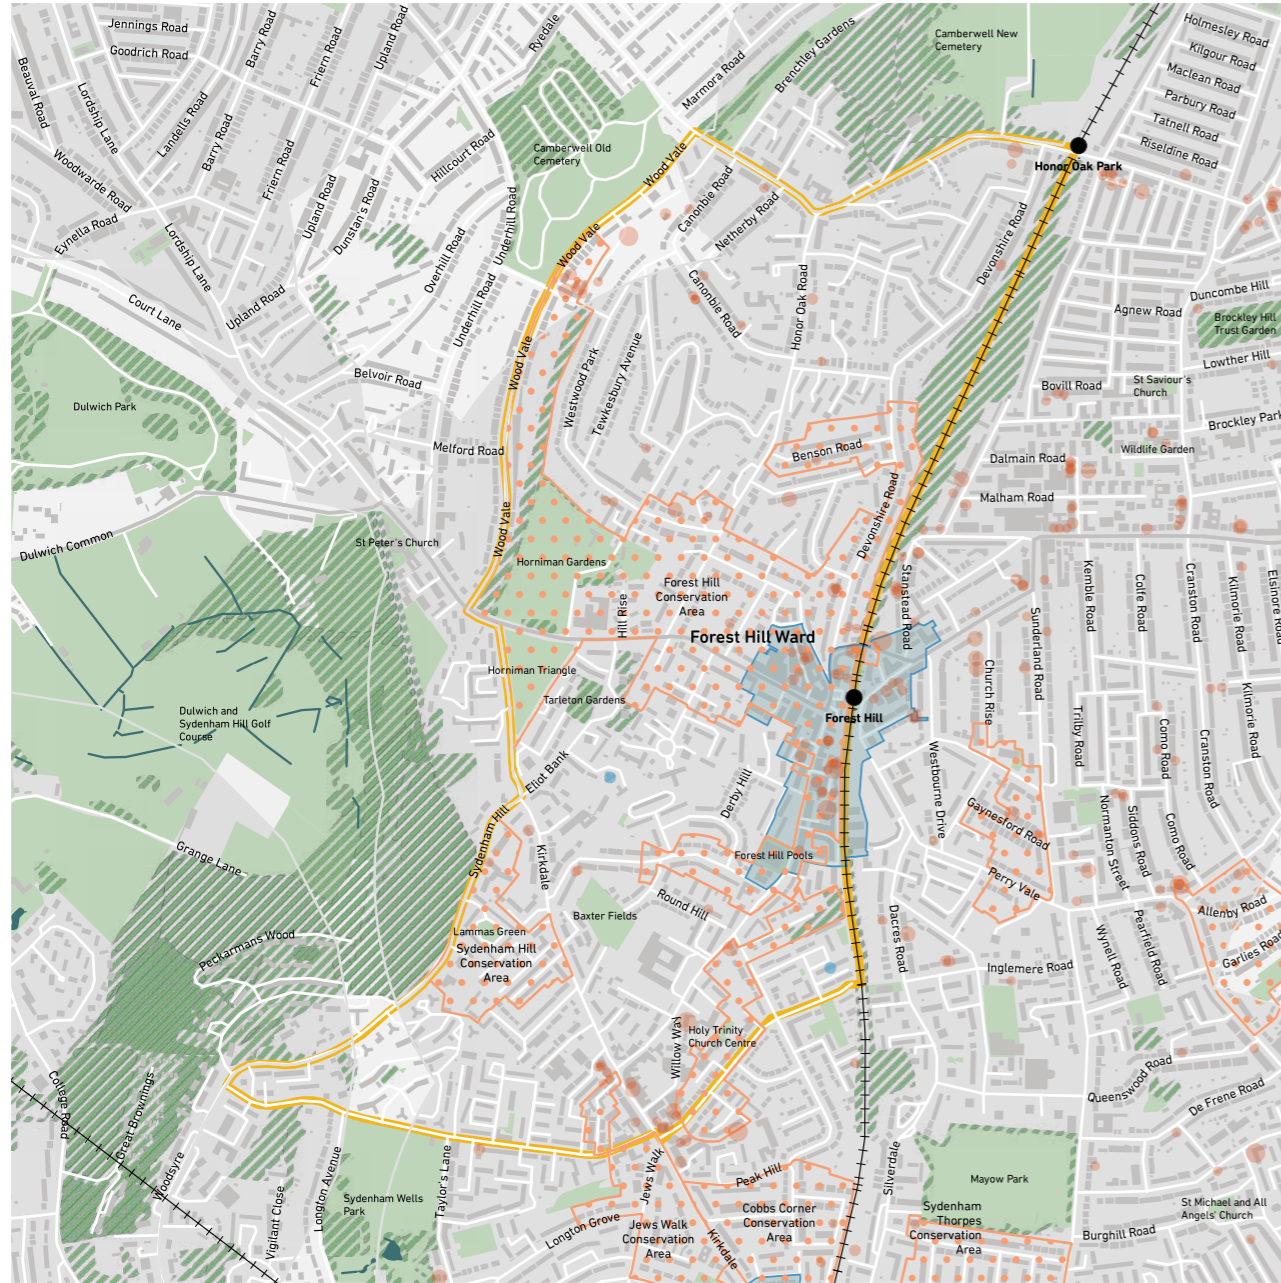 Jennings Road
Goodrich Road
Beauval Road
Lordship Lane
Landells Road
Barry Road
Barry Road
Friern Road
Friern Road
Upland Road
Upland Road
Ryedale
Marmora Road
Brenchley Gardens
Camberwell New
Cemetery
Holmesley Road
Kilgour Road
Maclean Road
Parbury Road
Tatnell Road
Riseldine Road
Honor Oak Park
Woodwarde Road
Eynella Road
Lordship Lane
Dunstan's Road
Hillcourt Road
Camberwell Old
Cemetery
Underhill Road
Overhill Road
Underhill Road
Wood Vale
Wood Vale
Canonbie Road
Netherby Road
Canonbie Road
Honor Oak Road
Devonshire Road
Court Lane
Upland Road
Belvoir Road
Wood Vale
Westwood Park
Tewkesbury Avenue
Agnew Road
Duncombe Hill
Brockley Hill
Trust Garden
Lowther Hill
Bovill Road
St Saviour's
Church
Brockley Park
Dulwich Park
Melford Road
Benson Road
Dalmain Road
Wildlife Garden
Malham Road
Dulwich Common
St Peter's Church
Wood Vale
Devonshire Road
Horniman Gardens
Forest Hill
Conservation
Area
Hill Rise
Stanstead Road
Forest Hill Ward
Kemble Road
Colfe Road
Cranston Road
Kilmorie Road
Elsinore Road
Sunderland Road
Church Rise
Horniman Triangle
Tarleton Gardens
Forest Hill
Dulwich and
Sydenham Hill Golf
Course
Trilby Road
Como Road
Cranston Road
Kilmorie Road
Eliot Bank
Derby Hill
Westbourne Drive
Gaynesford Road
Normanton Street
Siddons Road
Como Road
Grange Lane
Sydenham Hill
Kirkdale
Forest Hill Pools
Perry Vale
Round Hill
Baxter Fields
Lammas Green
Sydenham Hill
Conservation
Area
Peckarmans Wood
Dacres Road
Inglemere Road
Wynell Road
Pearfield Road
Allenby Road
Garlies Road
Willow Way
Holy Trinity
Church Centre
College Road
Great Brownings
Woodsyre
Vigilant Close
Longton Avenue
Sydenham Wells
Park
Taylor's Lane
Longton Grove
Jews Walk
Jews Walk
Conservation
Area
Kirkdale
Peak Hill
Cobbs Corner
Conservation
Area
Silverdale
Queenswood Road
De Frene Road
Mayow Park
Sydenham
Thorpes
Conservation
Area
Burghill Road
St Michael and All
Angels' Church